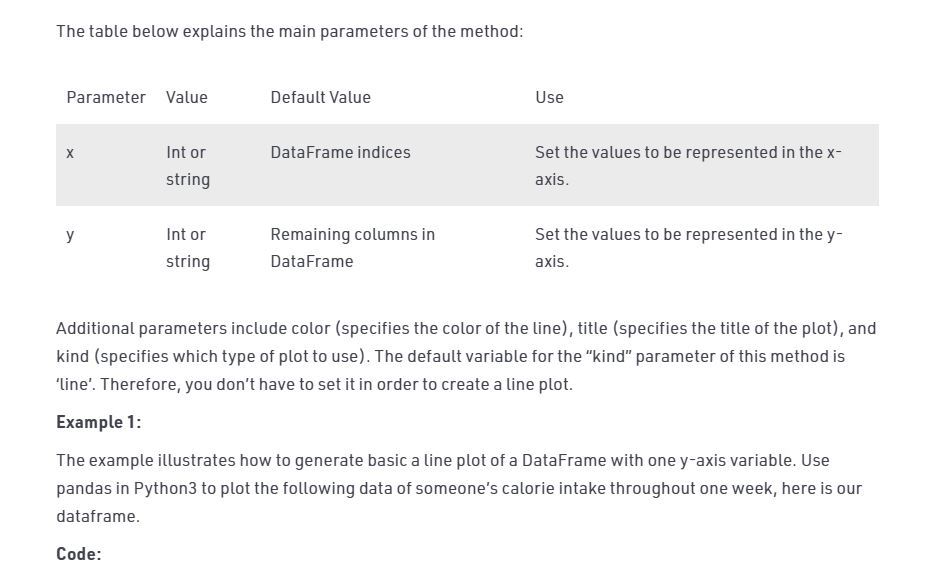 The table below explains the main parameters of the method:
Parameter Value Default Value Use
x Int or string DataFrame indices Set the values to be represented in the x-axis.
y Int or string Remaining columns in DataFrame Set the values to be represented in the y-axis.
Additional parameters include color (specifies the color of the line), title (specifies the title of the plot), and
kind (specifies which type of plot to use). The default variable for the “kind” parameter of this method is
‘line’. Therefore, you don’t have to set it in order to create a line plot.
Example 1:
The example illustrates how to generate basic a line plot of a DataFrame with one y-axis variable. Use
pandas in Python3 to plot the following data of someone’s calorie intake throughout one week, here is our
dataframe.
Code: